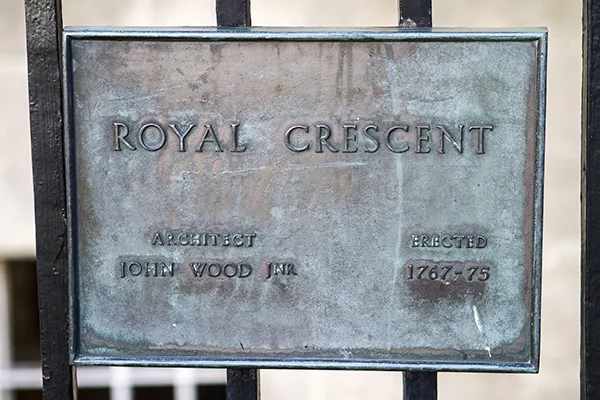 ROYAL CRESCENT
ARCHITECT
JOHN WOOD JNR
ERECTED
1767-75